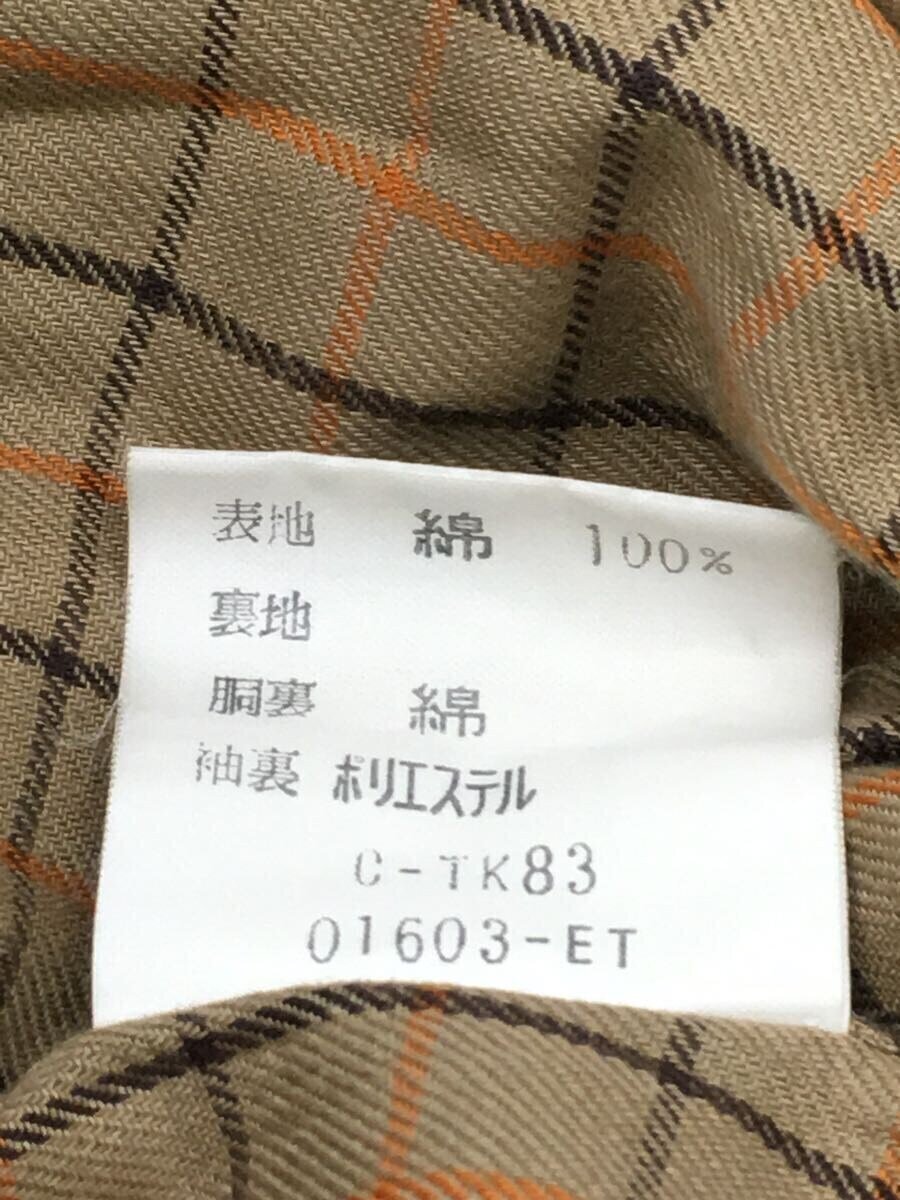 表地 綿 100%
裏地
胴裏 綿
袖裏 ポリエステル
C-TK83
01603-ET